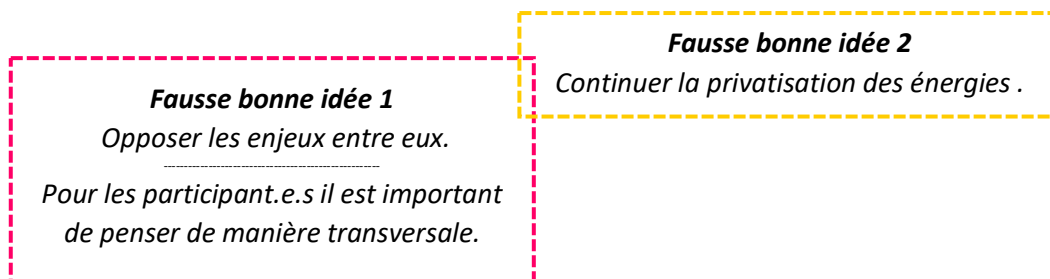 Fausse bonne idée 1
Opposer les enjeux entre eux.
Pour les participant.e.s il est important
de penser de manière transversale.
Fausse bonne idée 2
Continuer la privatisation des énergies .